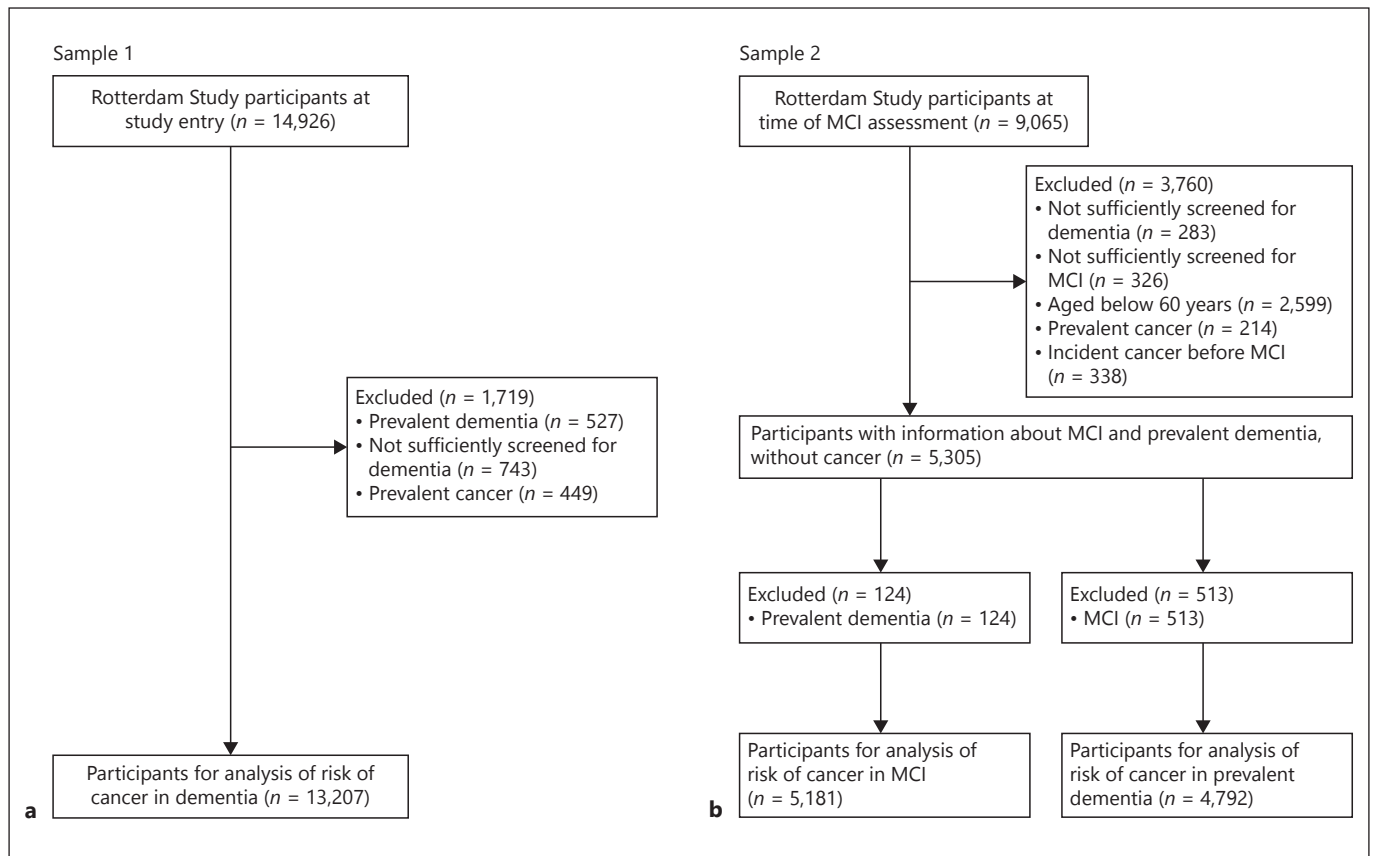 Sample 1
Rotterdam Study participants at
study entry (n = 14,926)
Excluded (n = 1,719)
• Prevalent dementia (n = 527)
• Not sufficiently screened for
dementia (n = 743)
• Prevalent cancer (n = 449)
Participants for analysis of risk of
cancer in dementia (n = 13,207)
a
Sample 2
Rotterdam Study participants at
time of MCI assessment (n = 9,065)
Excluded (n = 3,760)
• Not sufficiently screened for
dementia (n = 283)
• Not sufficiently screened for
MCI (n = 326)
• Aged below 60 years (n = 2,599)
• Prevalent cancer (n = 214)
• Incident cancer before MCI
(n = 338)
Participants with information about MCI and prevalent dementia,
without cancer (n = 5,305)
Excluded (n = 124)
• Prevalent dementia (n = 124)
Excluded (n = 513)
• MCI (n = 513)
Participants for analysis of
risk of cancer in MCI
(n = 5,181)
Participants for analysis of
risk of cancer in prevalent
dementia (n = 4,792)
b